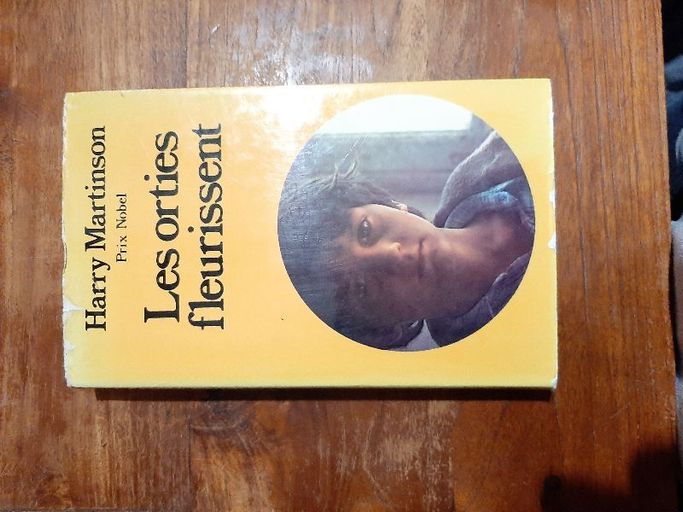 Harry Martinson
Prix Nobel
Les orties
fleurissent